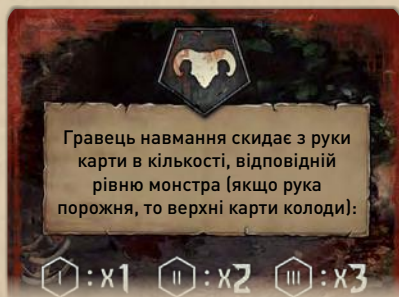 Гравець навмання скидає з руки
карти в кількості, відповідній
рівню монстра (якщо рука
порожня, то верхні карти колоди):
I : x1 II : x2 III : x3